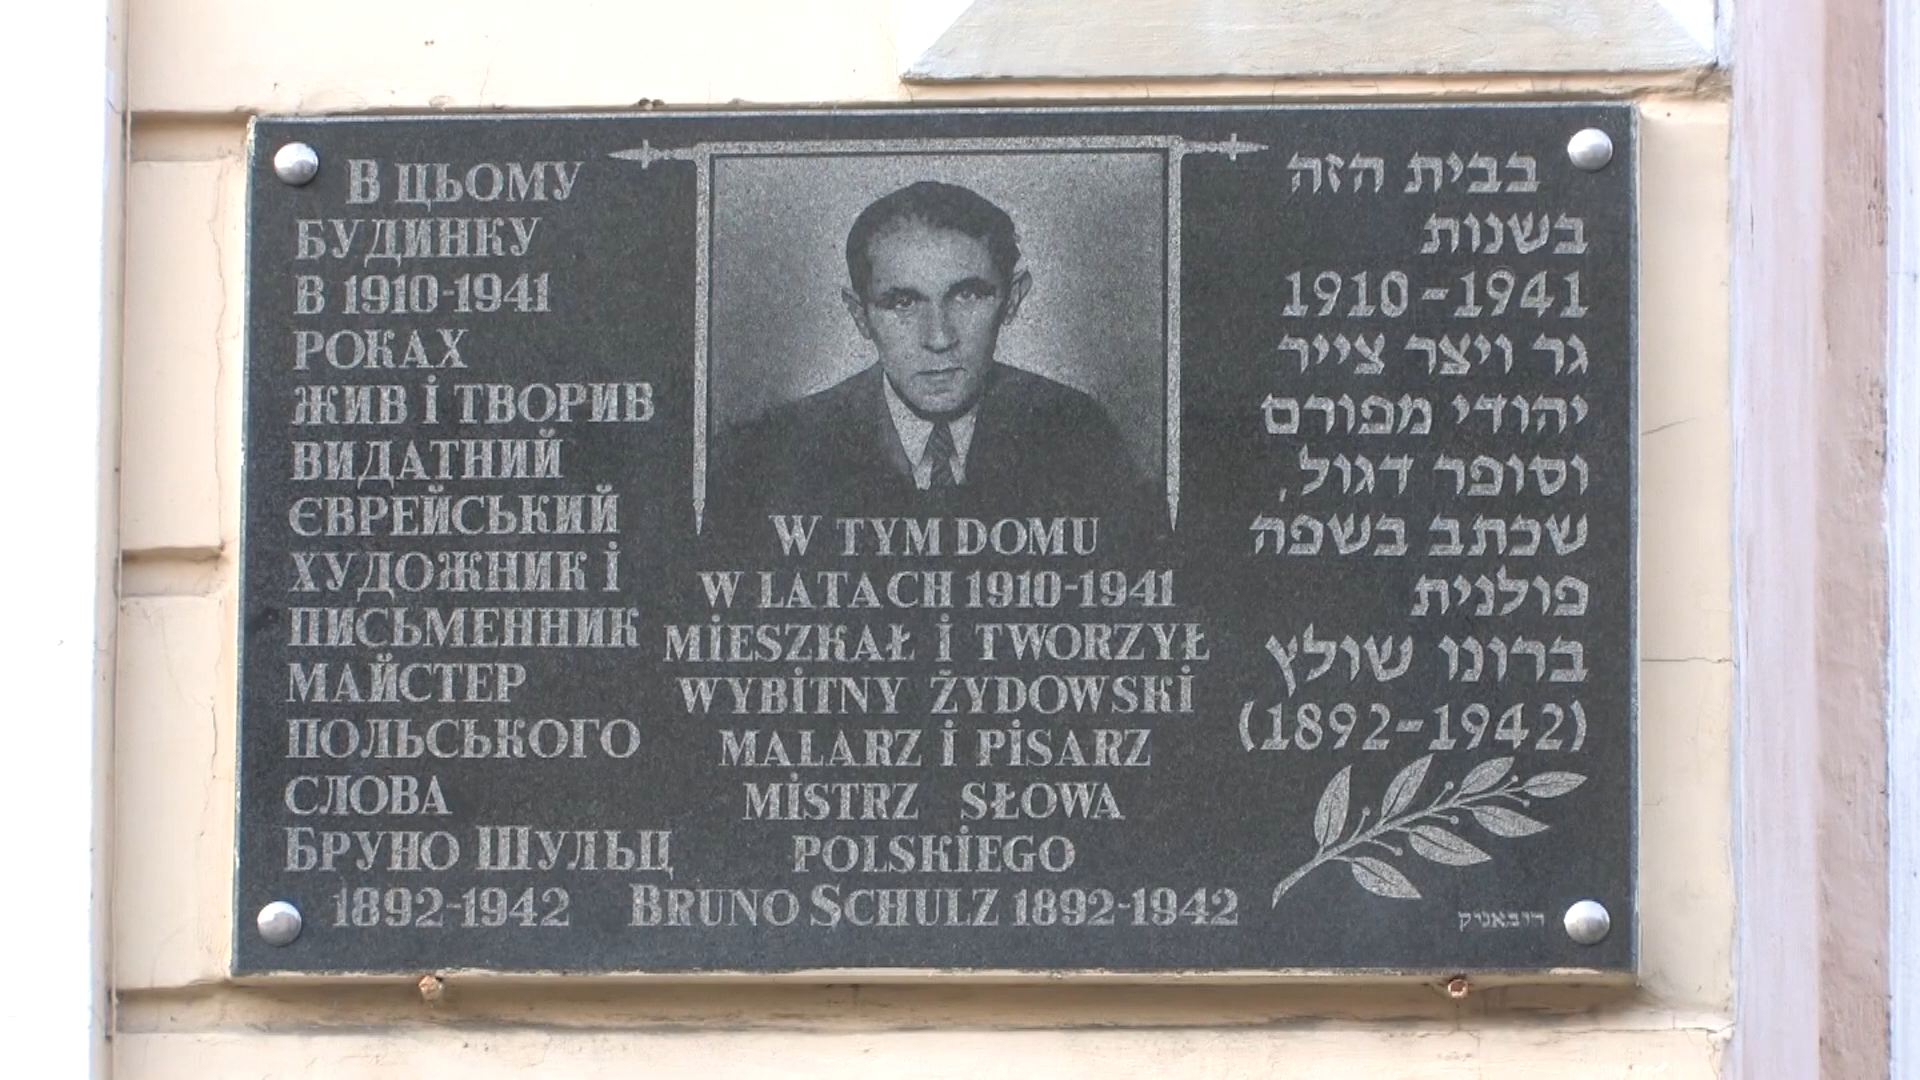 В ЦЬОМУ
БУДИНКУ
В 1910-1941
РОКАХ
ЖИВ І ТВОРИВ
ВИДАТНИЙ
ЄВРЕЙСЬКИЙ
ХУДОЖНИК І
ПИСЬМЕННИК
МАЙСТЕР
ПОЛЬСЬКОГО
СЛОВА
БРУНО ШУЛЬЦ
1892-1942
W TYM DOMU
W LATACH 1910-1941
MIESZKAŁ I TWORZYŁ
WYBITNY ŻYDOWSKI
MALARZ I PISARZ
MISTRZ SŁOWA
POLSKIEGO
BRUNO SCHULZ 1892-1942
בבית הזה
בשנות
1910-1941
גר ויצר צייר
יהודי מפורם
וסופר דגול,
שכתב בשפה
פולנית
ברונו שולץ
(1892-1942)